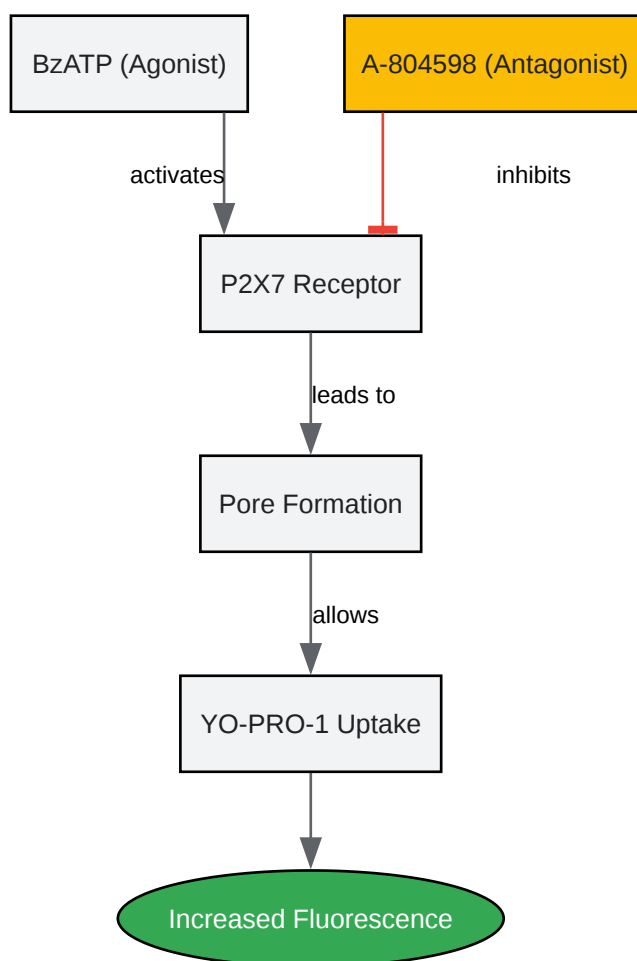 BzATP (Agonist)
A-804598 (Antagonist)
activates
inhibits
P2X7 Receptor
leads to
Pore Formation
allows
YO-PRO-1 Uptake
Increased Fluorescence